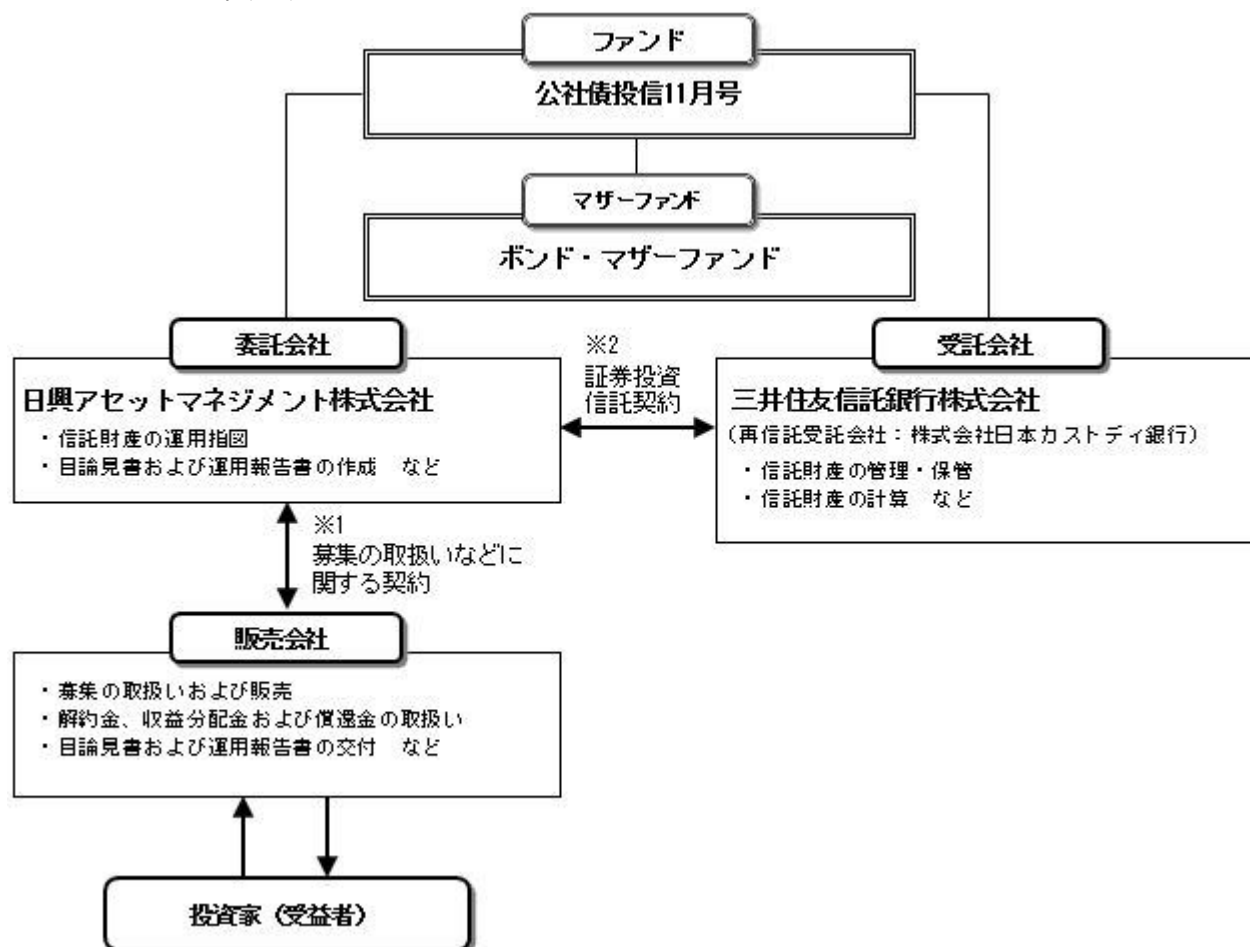 ファンド
公社債投信11月号
マザーファンド
ボンド・マザーファンド
委託会社
日興アセットマネジメント株式会社
・信託財産の運用指図
・目論見書および運用報告書の作成 など
※2
証券投資
信託契約
受託会社
三井住友信託銀行株式会社
(再信託受託会社:株式会社日本カストディ銀行)
・信託財産の管理・保管
・信託財産の計算 など
※1
募集の取扱いなどに
関する契約
販売会社
・募集の取扱いおよび販売
・解約金、収益分配金および償還金の取扱い
・目論見書および運用報告書の交付 など
投資家(受益者)